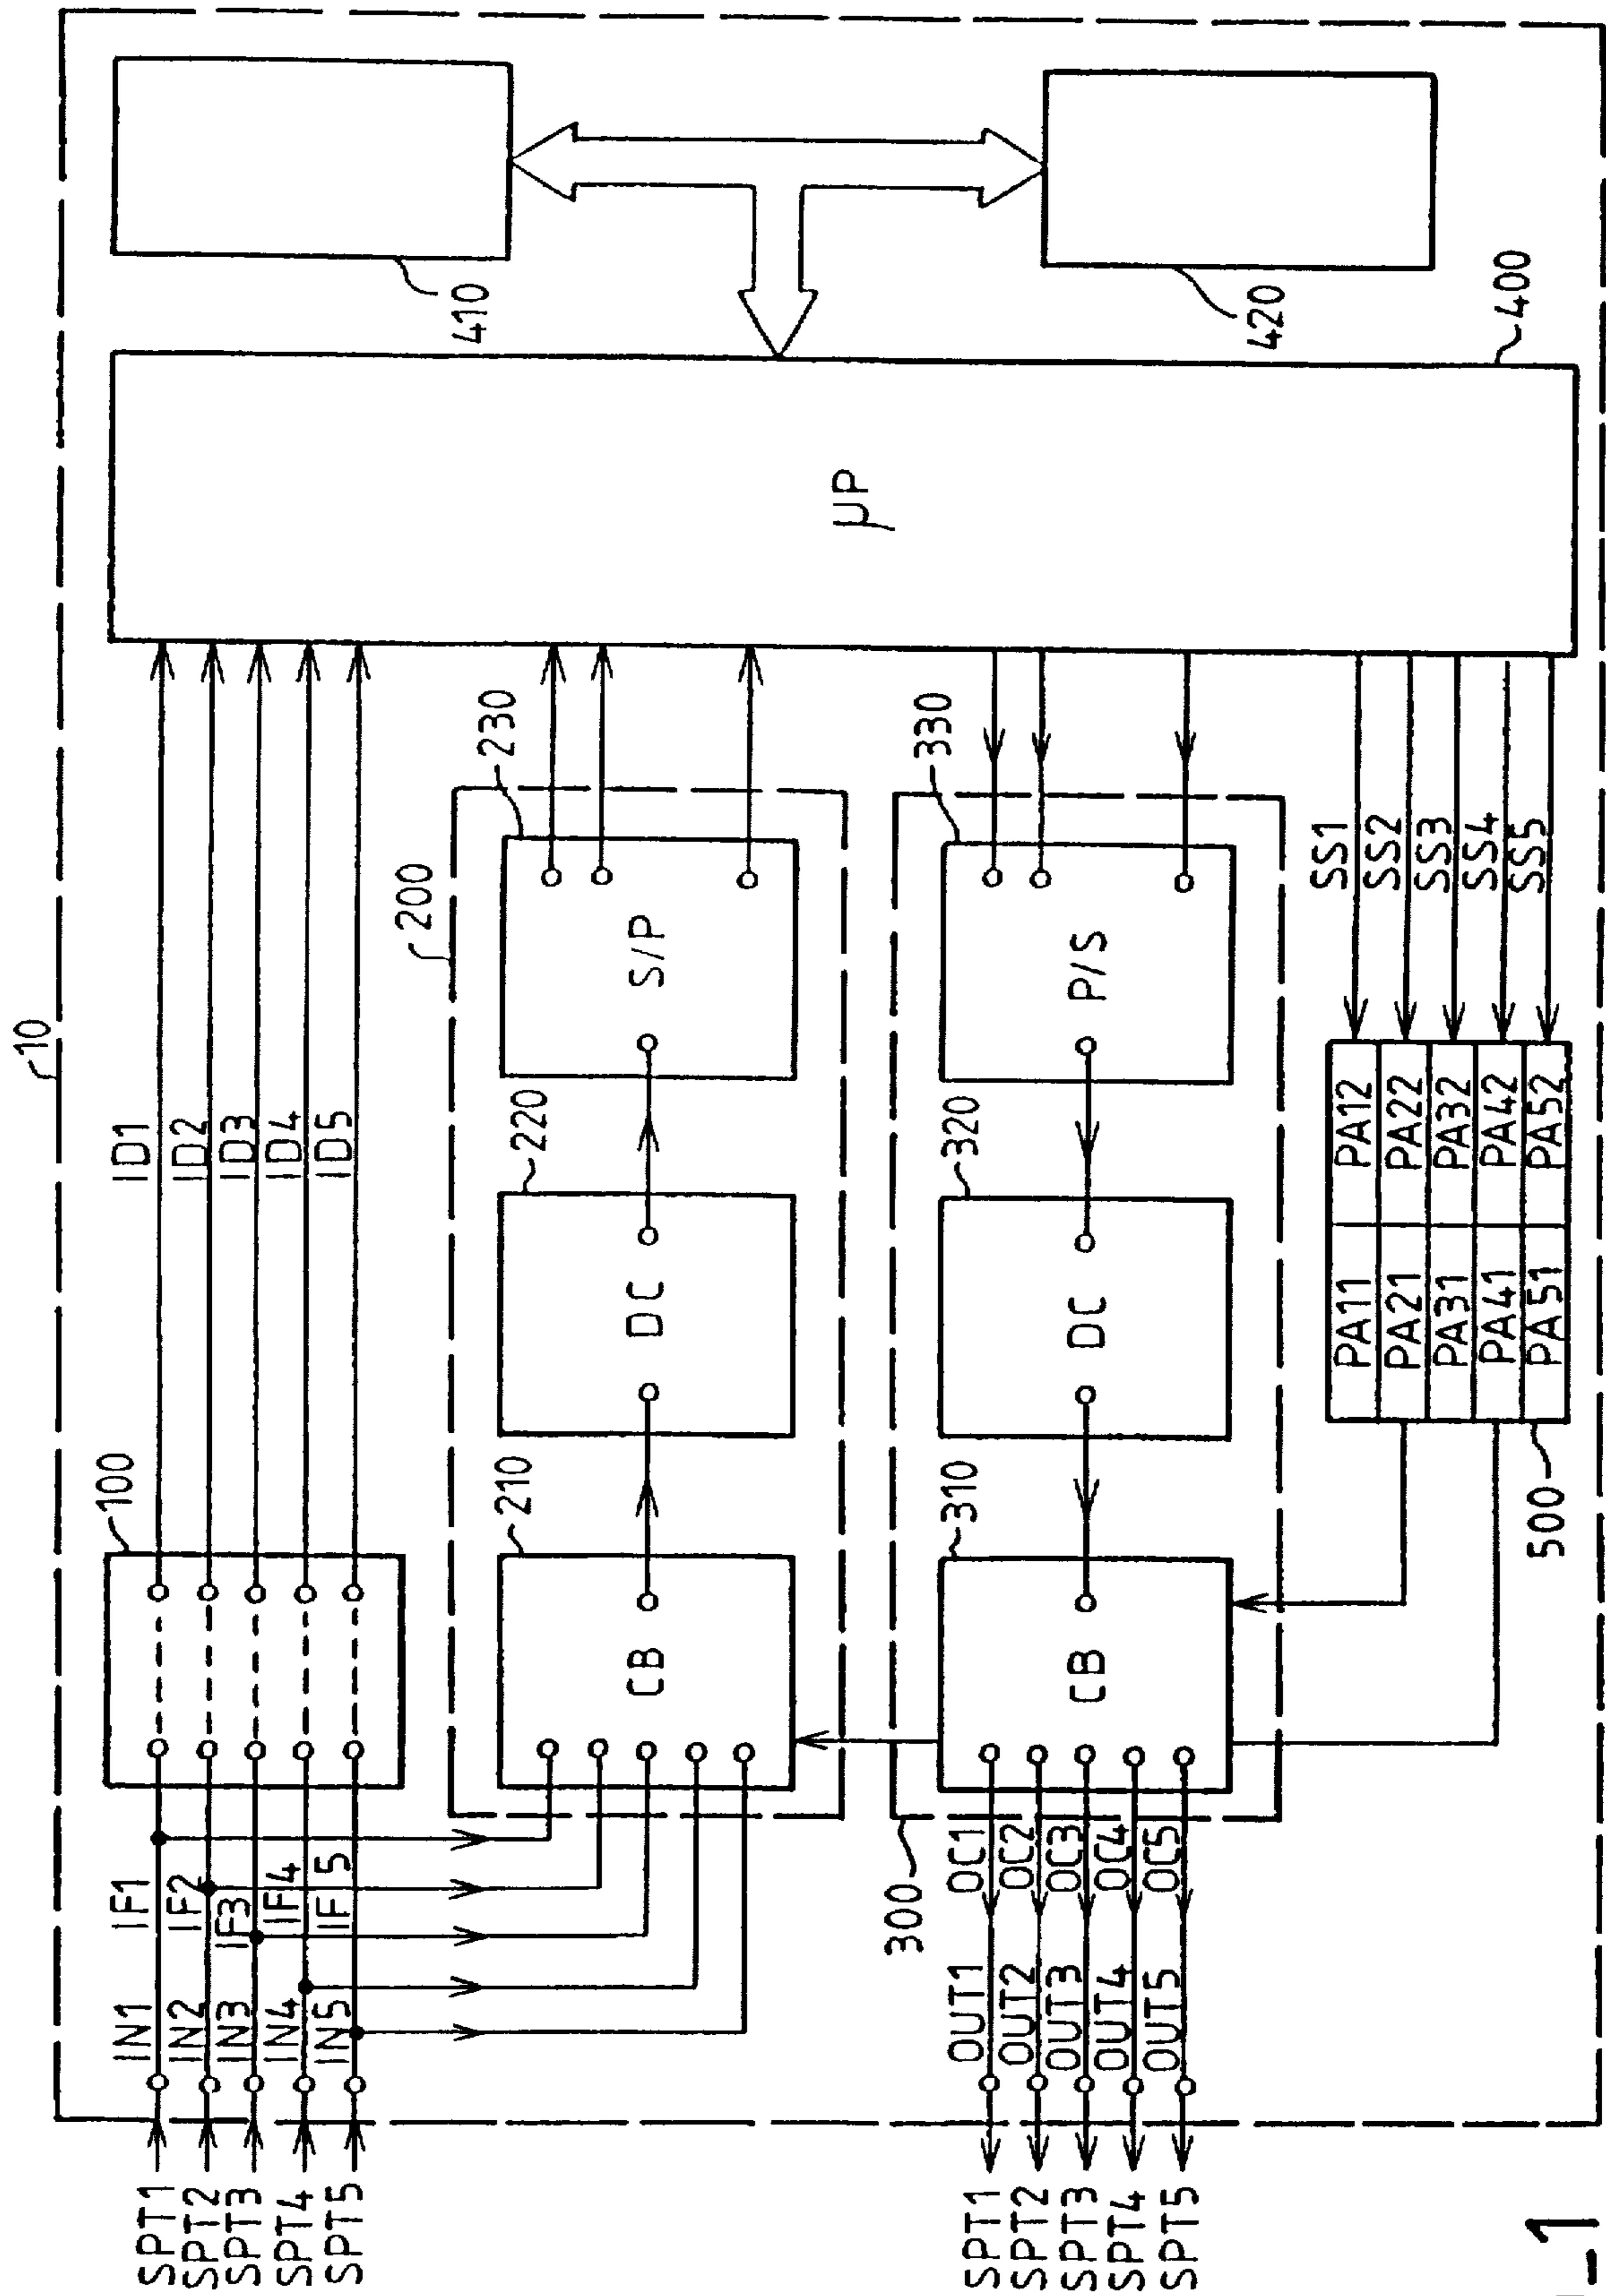 10
100
IN1
IF1
ID1
IN2
IF2
ID2
IN3
IF3
ID3
IN4
IF4
ID4
IN5
IF5
ID5
SPT1
SPT2
SPT3
SPT4
SPT5
410
200
210
220
230
CB
DC
S/P
µP
300
310
320
330
CB
DC
P/S
420
400
OUT1
OC1
OUT2
OC2
OUT3
OC3
OUT4
OC4
OUT5
OC5
SPT1
SPT2
SPT3
SPT4
SPT5
PA11 PA12 SS1
PA21 PA22 SS2
PA31 PA32 SS3
PA41 PA42 SS4
PA51 PA52 SS5
500
_1